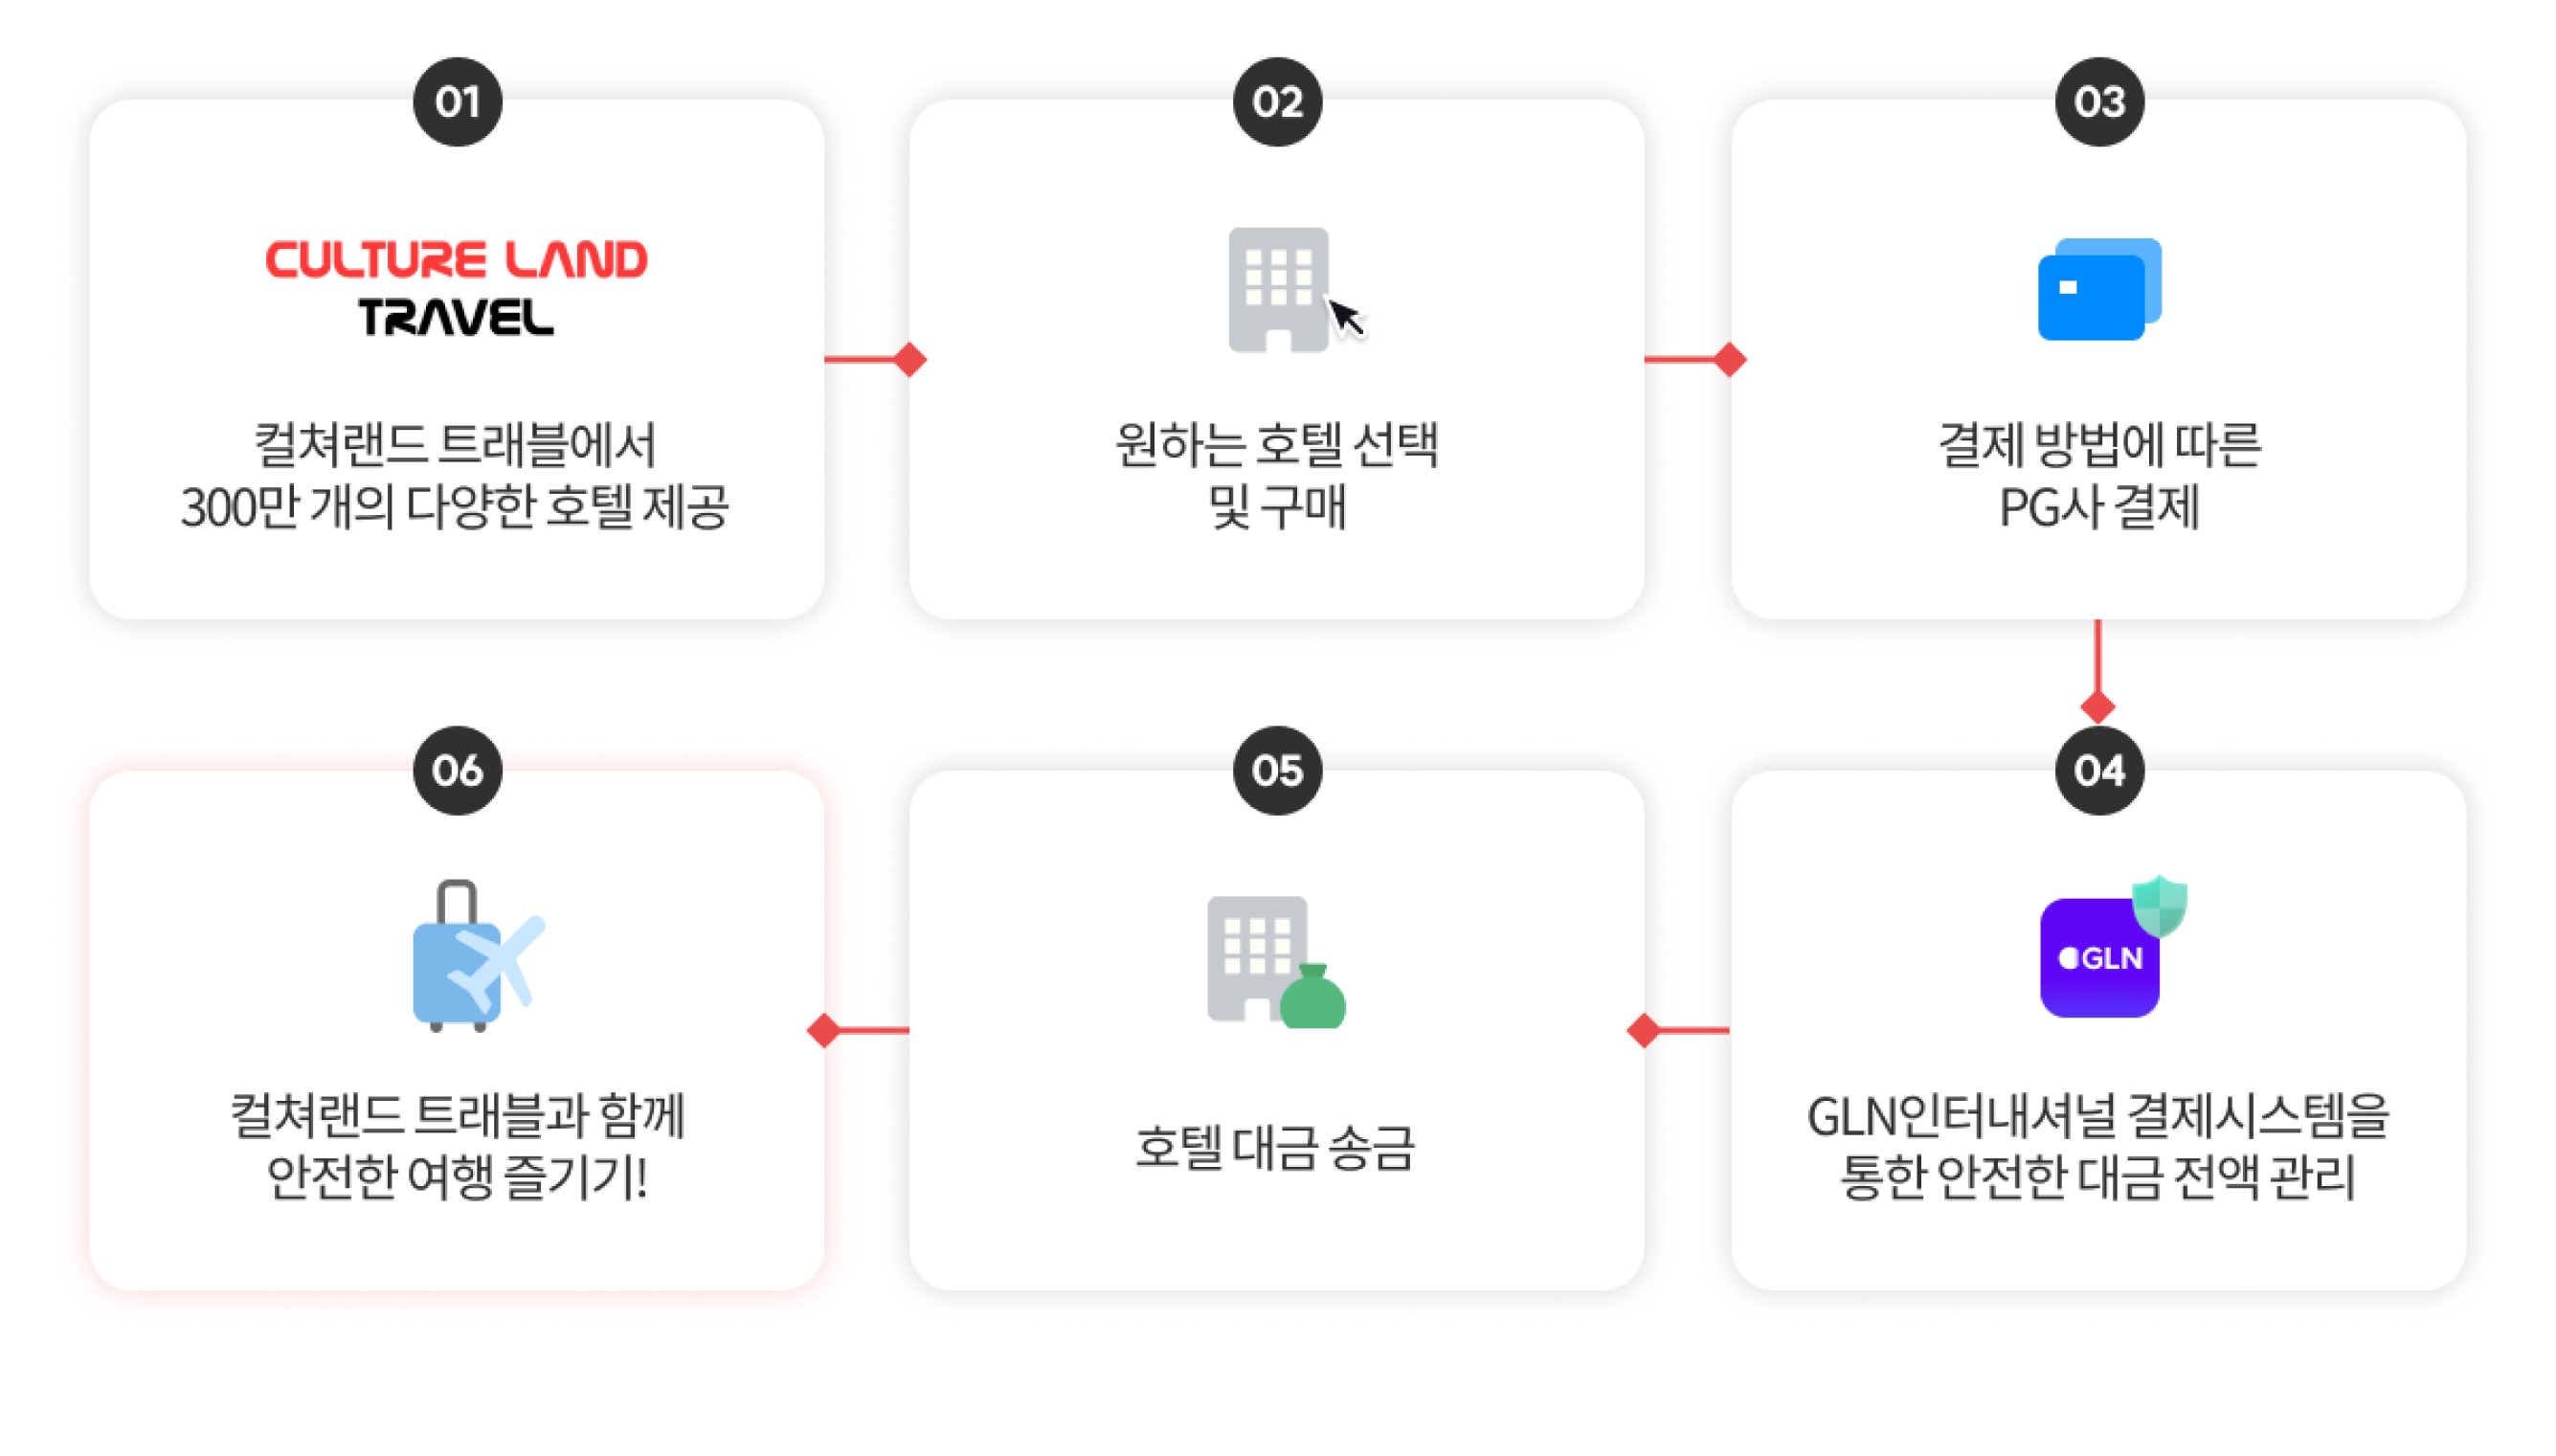 01
CULTURE LAND
TRAVEL
컬쳐랜드 트래블에서
300만 개의 다양한 호텔 제공
02
원하는 호텔 선택
및 구매
03
결제 방법에 따른
PG사 결제
04
GLN
GLN인터내셔널 결제시스템을
통한 안전한 대금 전액 관리
05
호텔 대금 송금
06
컬쳐랜드 트래블과 함께
안전한 여행 즐기기!